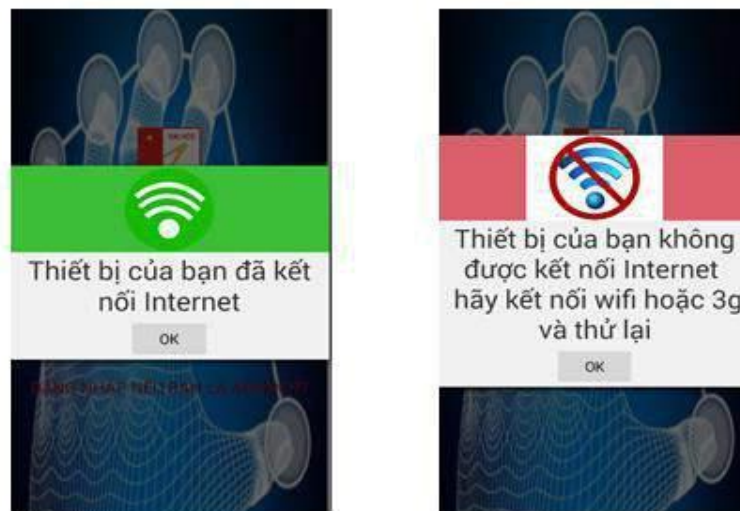 Thiết bị của bạn đã kết
nối Internet
OK
Thiết bị của bạn không
được kết nối Internet
hãy kết nối wifi hoặc 3g
và thử lại
OK